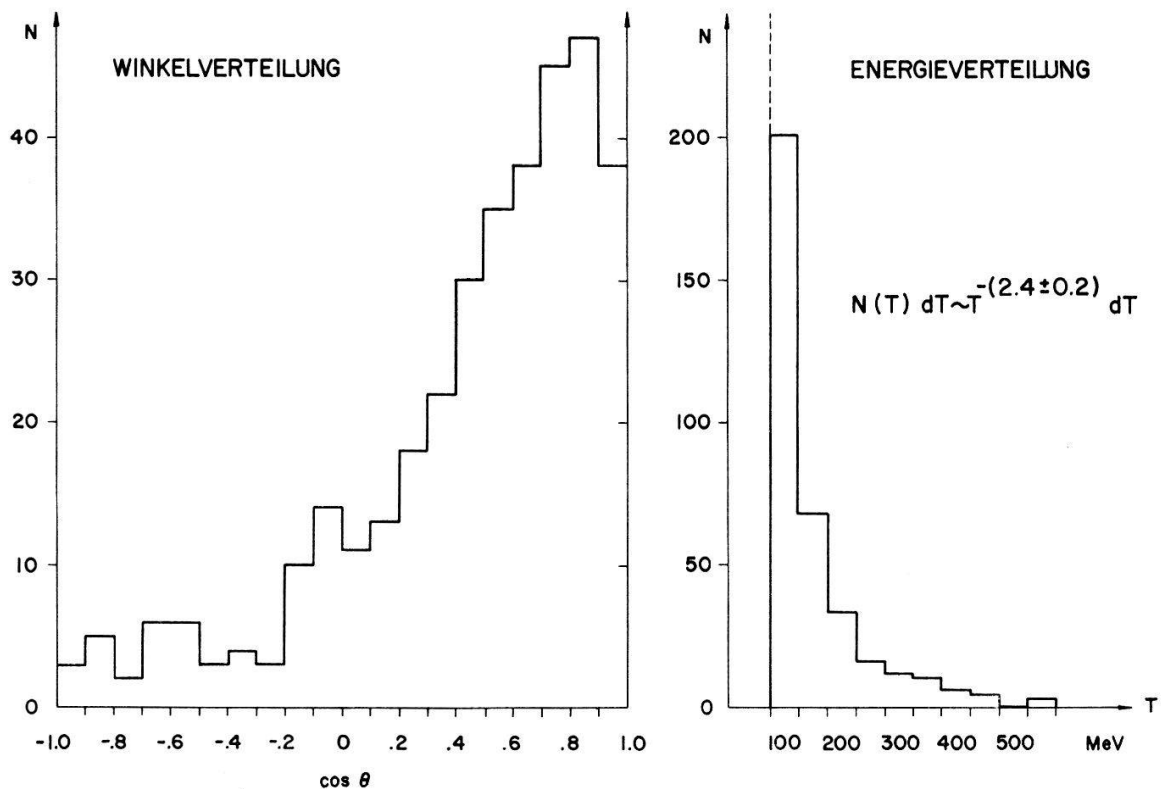 N
WINKELVERTEILUNG
40
30
20
10
0
-1.0 -.8 -.6 -.4 -.2 0 .2 .4 .6 .8 1.0
cos θ
N
ENERGIEVERTEILUNG
200
150
N(T) dT~T^-(2.4±0.2) dT
100
50
0
T
100 200 300 400 500 MeV